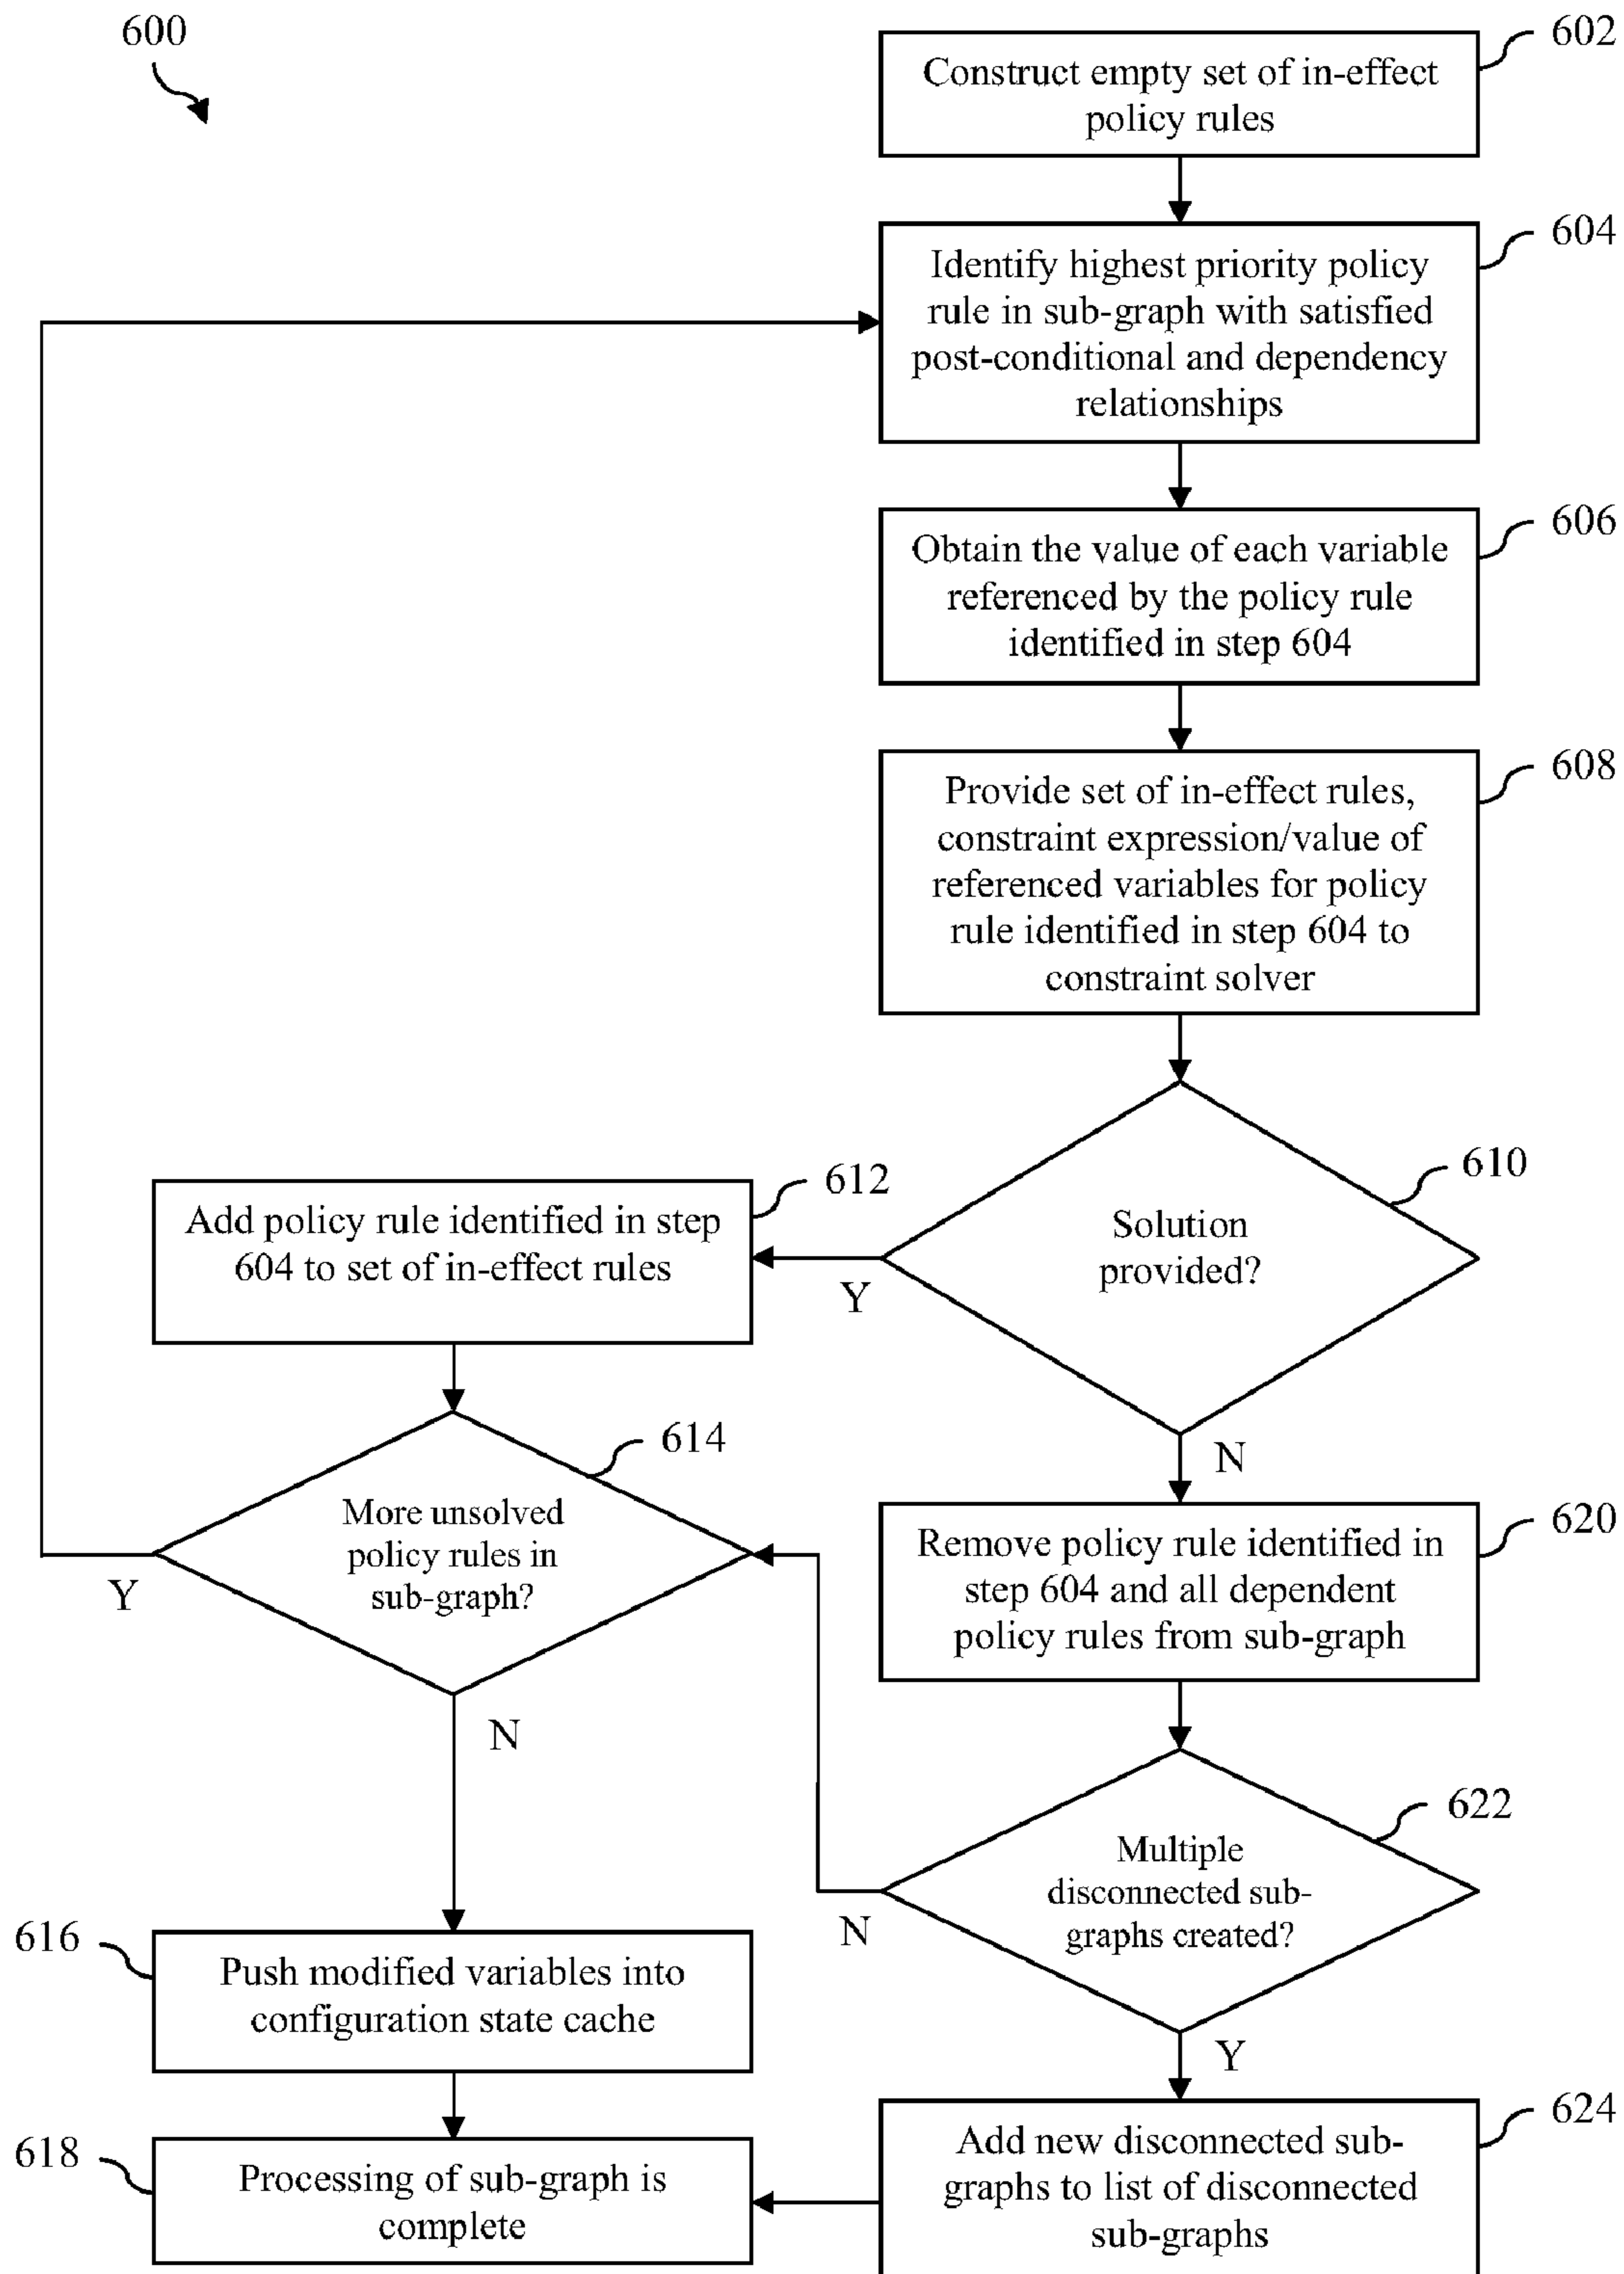 600
602
Construct empty set of in-effect
policy rules
604
Identify highest priority policy
rule in sub-graph with satisfied
post-conditional and dependency
relationships
606
Obtain the value of each variable
referenced by the policy rule
identified in step 604
608
Provide set of in-effect rules,
constraint expression/value of
referenced variables for policy
rule identified in step 604 to
constraint solver
610
Solution
provided?
Y
N
612
Add policy rule identified in step
604 to set of in-effect rules
614
More unsolved
policy rules in
sub-graph?
Y
N
620
Remove policy rule identified in
step 604 and all dependent
policy rules from sub-graph
622
Multiple
disconnected sub-
graphs created?
N
Y
616
Push modified variables into
configuration state cache
618
Processing of sub-graph is
complete
624
Add new disconnected sub-
graphs to list of disconnected
sub-graphs